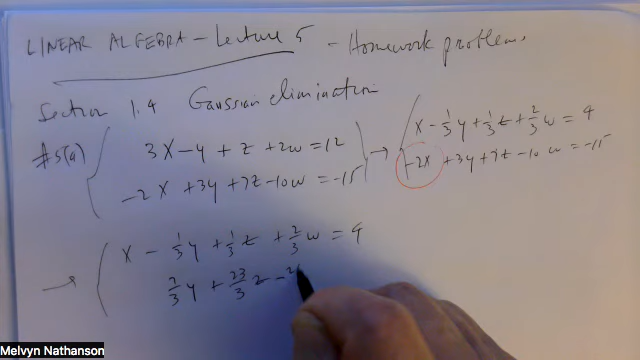 LINEAR ALGEBRA - Lecture 5 - Homework problems
Section 1.4 Gaussian elimination
#5(a) 3x - y + z + 2w = 12 → x - 1/3 y + 1/3 z + 2/3 w = 4
-2x + 3y + 7z - 10w = -15 -2x + 3y + 7z - 10w = -15
→ x - 1/3 y + 1/3 z + 2/3 w = 4
7/3 y + 23/3 z - 
Melvyn Nathanson